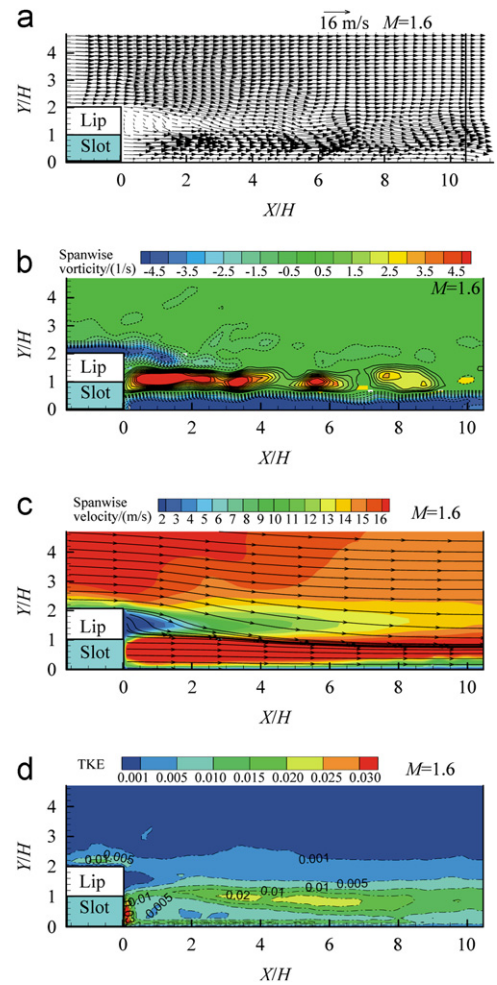 a
16 m/s M=1.6
Y/H
4
3
2
1
0
Lip
Slot
0 2 4 6 8 10
X/H
b
Spanwise
vorticity/(1/s)
-4.5 -3.5 -2.5 -1.5 -0.5 0.5 1.5 2.5 3.5 4.5
M=1.6
Y/H
4
3
2
1
0
Lip
Slot
0 2 4 6 8 10
X/H
c
Spanwise
velocity/(m/s)
2 3 5 6 7 8 9 10 11 12 13 14 15 16
M=1.6
Y/H
4
3
2
1
0
Lip
Slot
0 2 4 6 8 10
X/H
d
TKE
0.001 0.005 0.010 0.015 0.020 0.025 0.030
M=1.6
Y/H
4
3
2
1
0
0.01 0.005
0.001
Lip
Slot
0.01
0.005
0.02 0.01 0.01 0.005
0 2 4 6 8 10
X/H